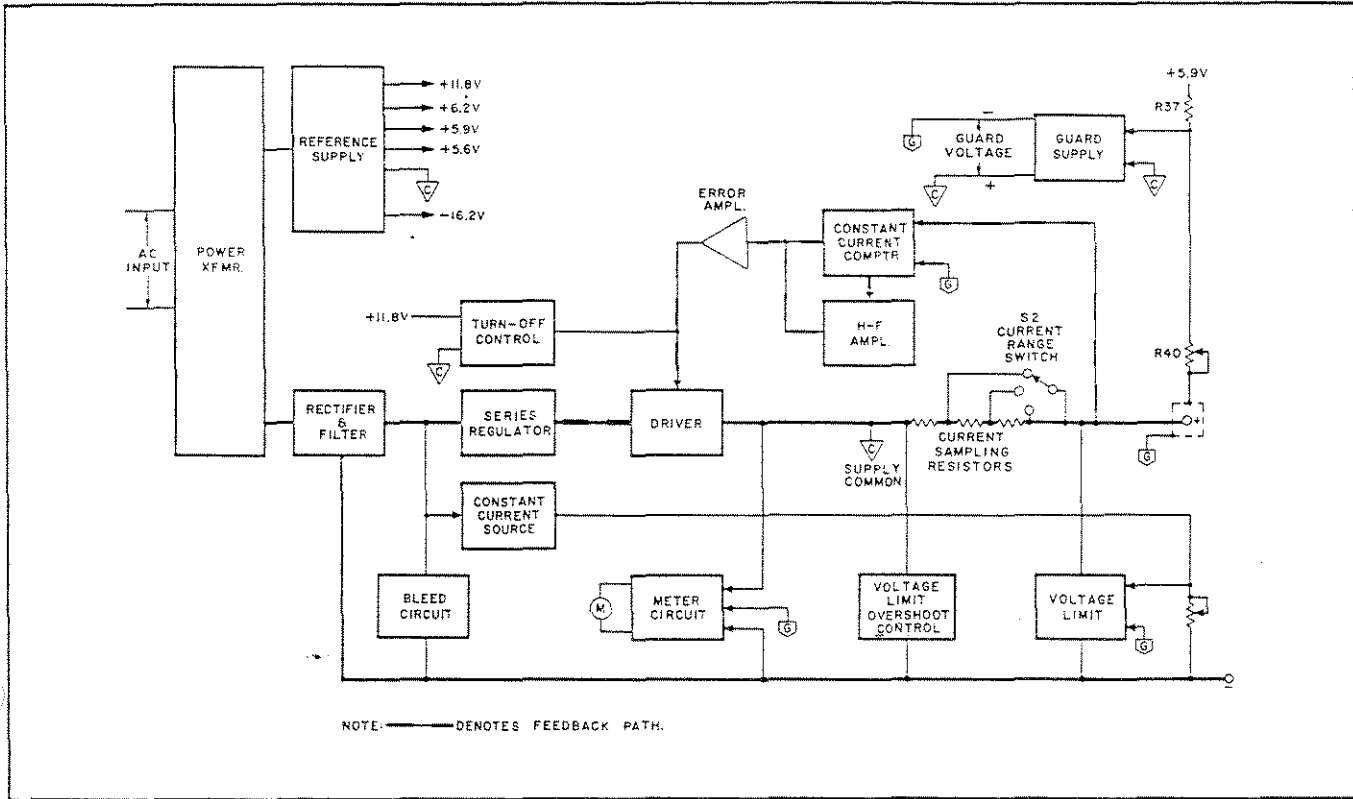 +11.8V
+6.2V
+5.9V
+5.6V
C
-16.2V
REFERENCE
SUPPLY
AC
INPUT
POWER
XFMR.
+5.9V
R37
G
-
GUARD
VOLTAGE
+
C
GUARD
SUPPLY
C
ERROR
AMPL.
CONSTANT
CURRENT
COMPTR
G
H-F
AMPL.
S2
CURRENT
RANGE
SWITCH
R40
+11.8V
C
TURN-OFF
CONTROL
RECTIFIER
&
FILTER
SERIES
REGULATOR
DRIVER
C
SUPPLY
COMMON
CURRENT
SAMPLING
RESISTORS
+
G
CONSTANT
CURRENT
SOURCE
BLEED
CIRCUIT
M
METER
CIRCUIT
G
VOLTAGE
LIMIT
OVERSHOOT
CONTROL
VOLTAGE
LIMIT
G
-
NOTE: DENOTES FEEDBACK PATH.